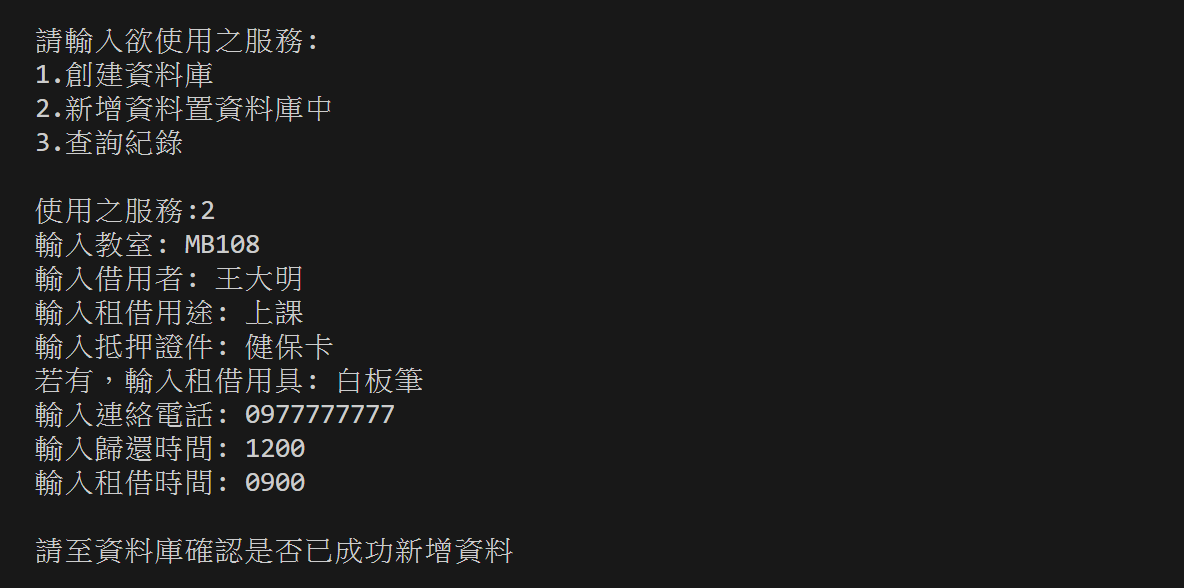 請輸入欲使用之服務:
1.創建資料庫
2.新增資料置資料庫中
3.查詢紀錄
使用之服務:2
輸入教室: MB108
輸入借用者: 王大明
輸入租借用途: 上課
輸入抵押證件: 健保卡
若有，輸入租借用具: 白板筆
輸入連絡電話: 0977777777
輸入歸還時間: 1200
輸入租借時間: 0900
請至資料庫確認是否已成功新增資料